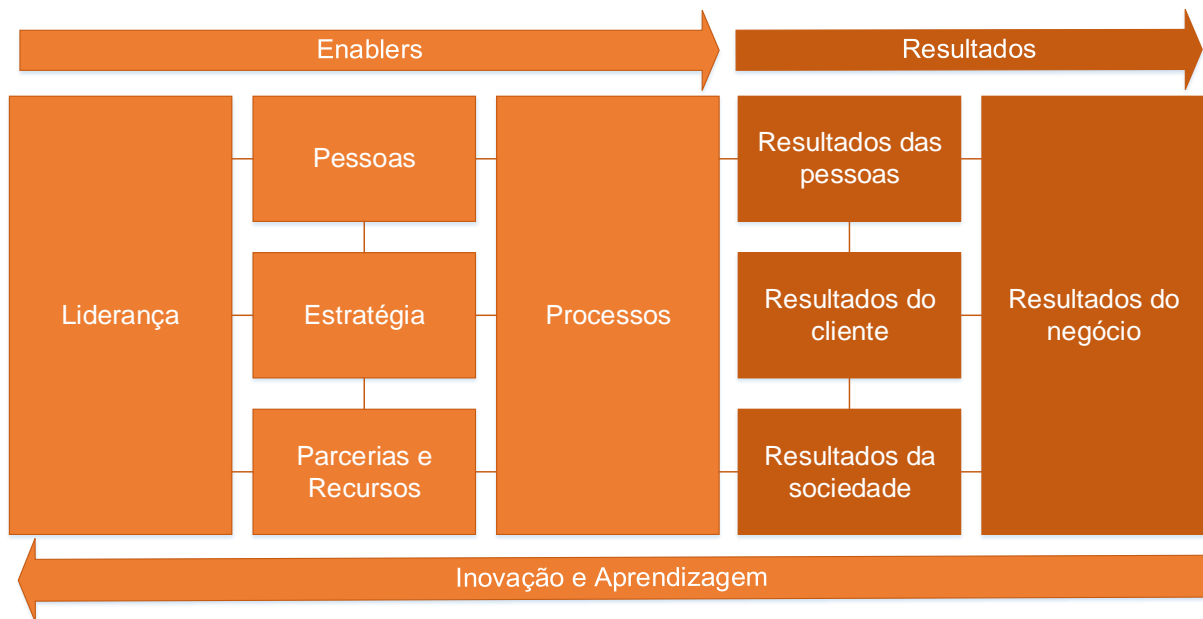 Enablers
Resultados
Liderança
Pessoas
Estratégia
Parcerias e
Recursos
Processos
Resultados das
pessoas
Resultados do
cliente
Resultados da
sociedade
Resultados do
negócio
Inovação e Aprendizagem